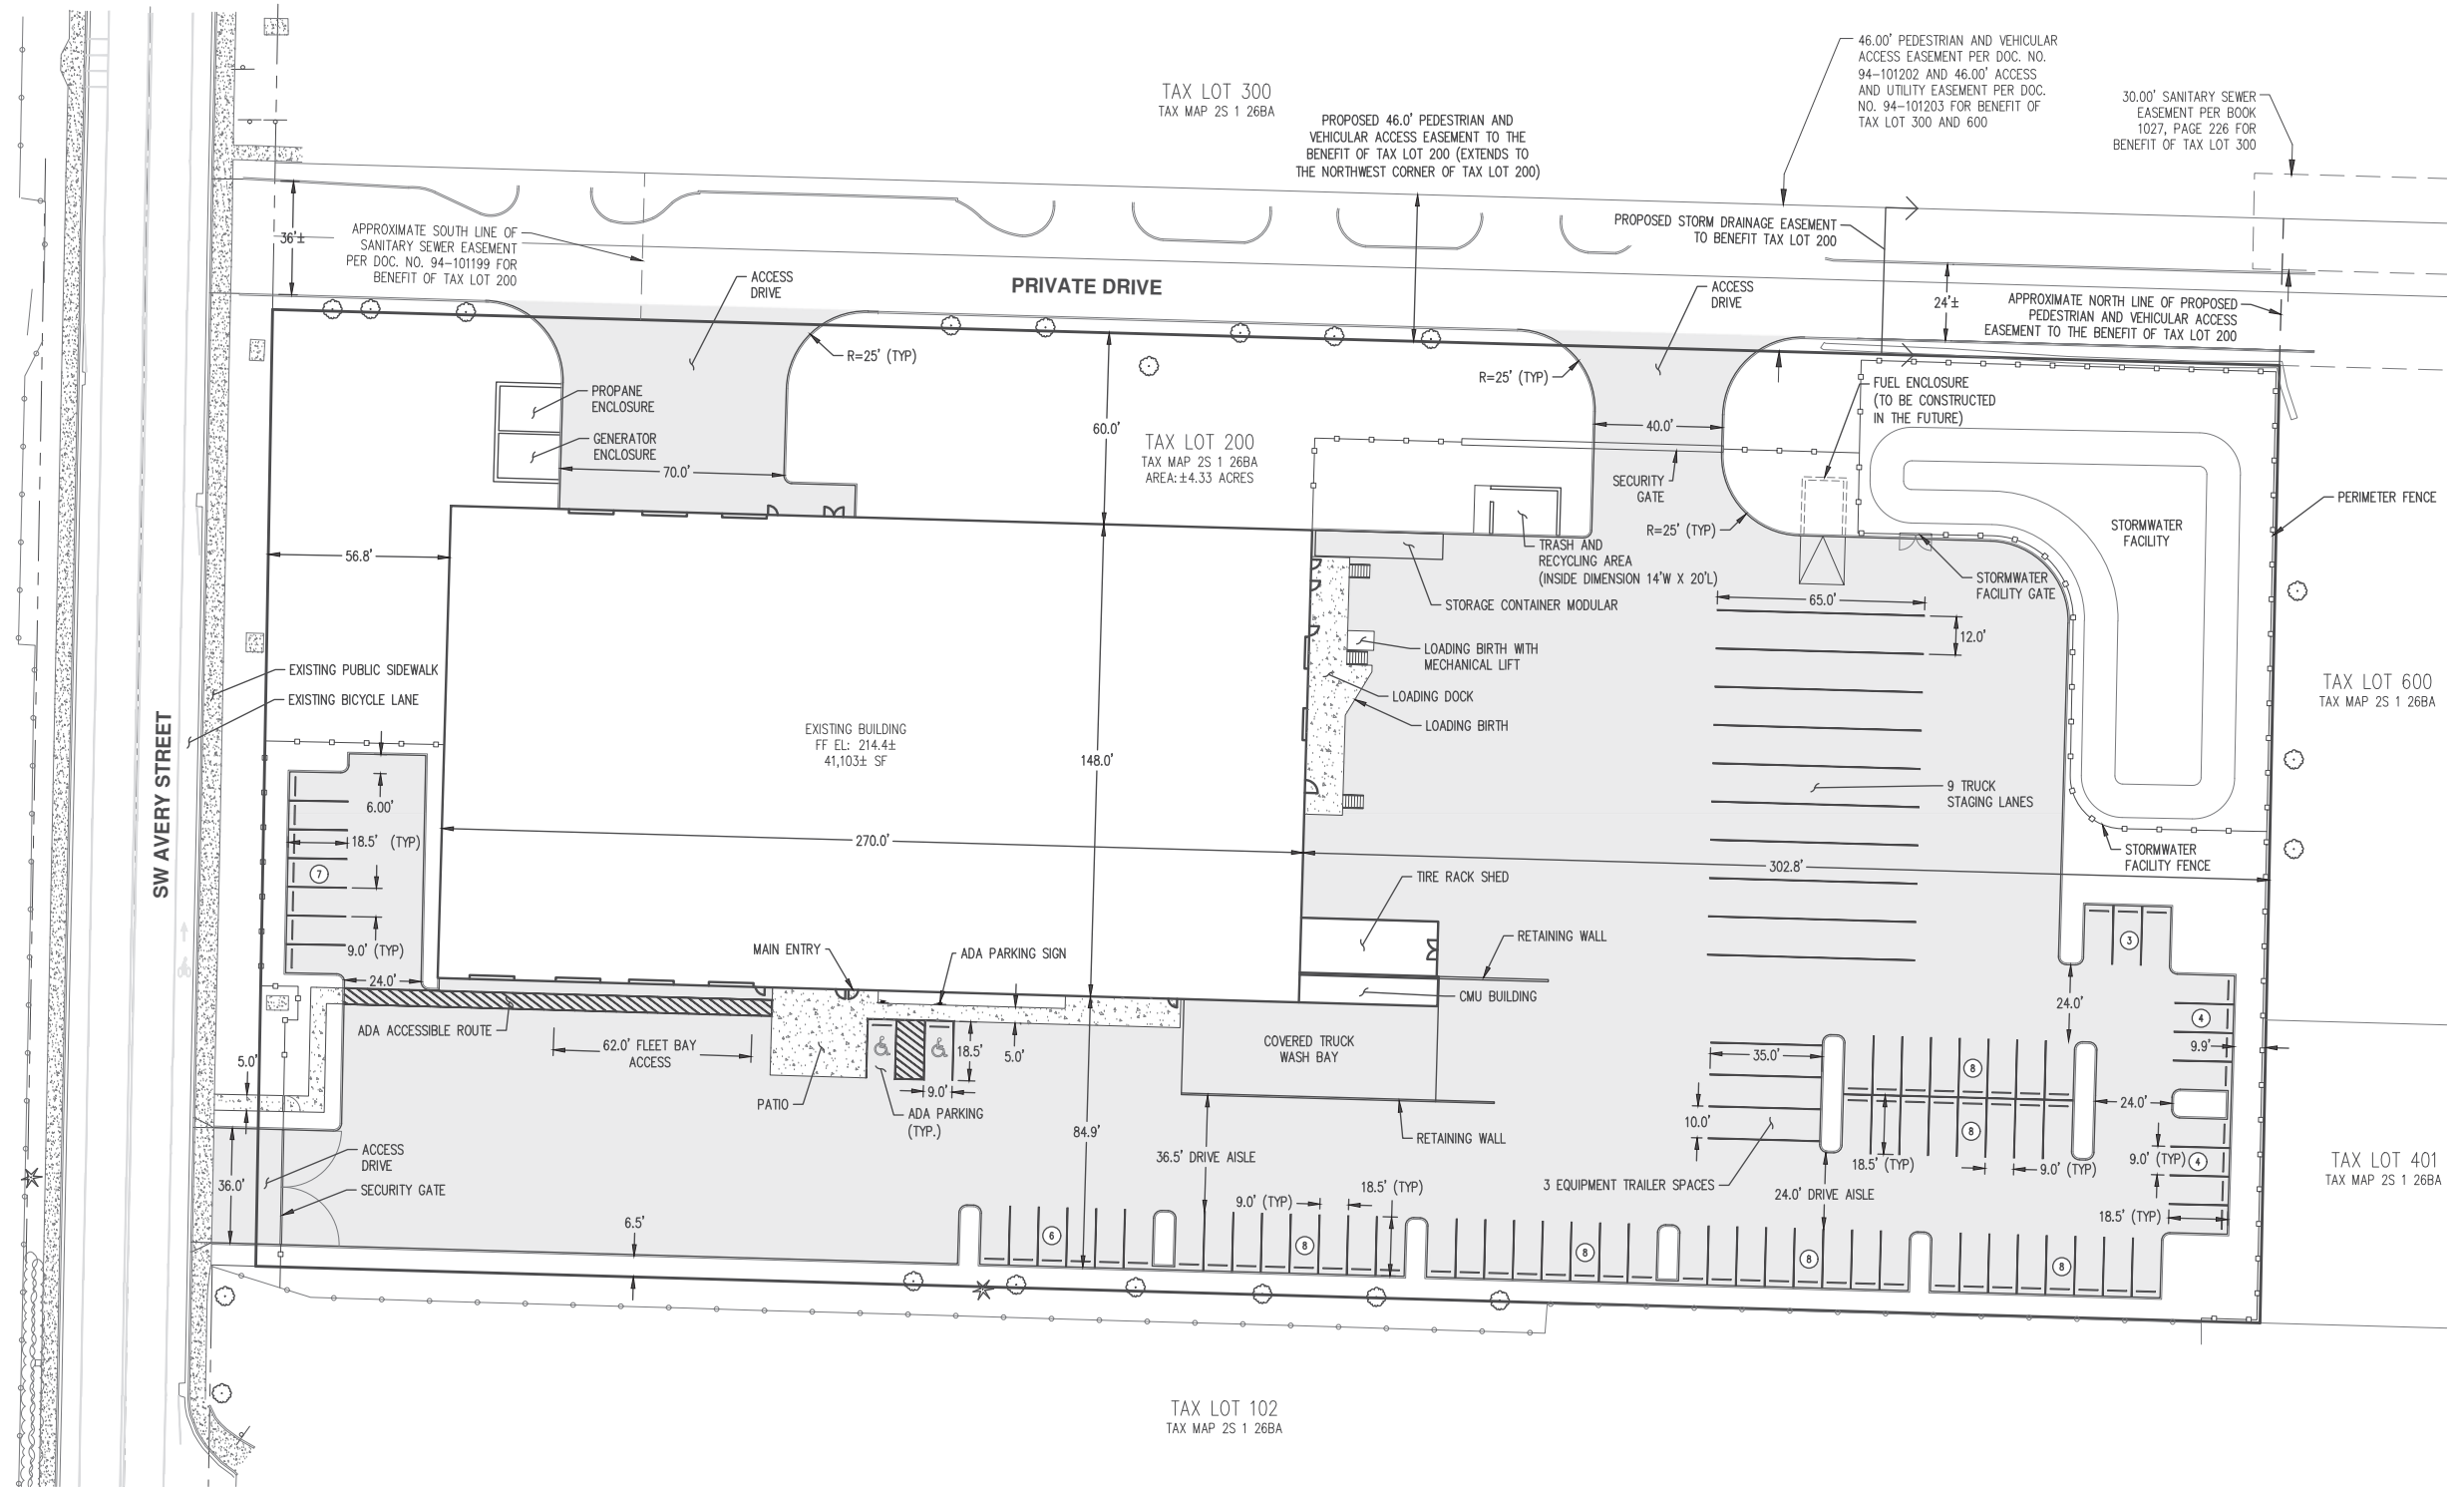 TAX LOT 300
TAX MAP 2S 1 26BA
46.00' PEDESTRIAN AND VEHICULAR
ACCESS EASEMENT PER DOC. NO.
94-101202 AND 46.00' ACCESS
AND UTILITY EASEMENT PER DOC.
NO. 94-101203 FOR BENEFIT OF
TAX LOT 300 AND 600
30.00' SANITARY SEWER
EASEMENT PER BOOK
1027, PAGE 226 FOR
BENEFIT OF TAX LOT 300
PROPOSED 46.0' PEDESTRIAN AND
VEHICULAR ACCESS EASEMENT TO THE
BENEFIT OF TAX LOT 200 (EXTENDS TO
THE NORTHWEST CORNER OF TAX LOT 200)
PROPOSED STORM DRAINAGE EASEMENT
TO BENEFIT TAX LOT 200
36'±
APPROXIMATE SOUTH LINE OF
SANITARY SEWER EASEMENT
PER DOC. NO. 94-101199 FOR
BENEFIT OF TAX LOT 200
ACCESS
DRIVE
PRIVATE DRIVE
ACCESS
DRIVE
24'±
APPROXIMATE NORTH LINE OF PROPOSED
PEDESTRIAN AND VEHICULAR ACCESS
EASEMENT TO THE BENEFIT OF TAX LOT 200
R=25' (TYP)
R=25' (TYP)
PROPANE
ENCLOSURE
GENERATOR
ENCLOSURE
70.0'
60.0'
TAX LOT 200
TAX MAP 2S 1 26BA
AREA: ±4.33 ACRES
40.0'
FUEL ENCLOSURE
(TO BE CONSTRUCTED
IN THE FUTURE)
SECURITY
GATE
R=25' (TYP)
PERIMETER FENCE
STORMWATER
FACILITY
56.8'
TRASH AND
RECYCLING AREA
(INSIDE DIMENSION 14'W X 20'L)
STORAGE CONTAINER MODULAR
STORMWATER
FACILITY GATE
65.0'
12.0'
LOADING BIRTH WITH
MECHANICAL LIFT
LOADING DOCK
LOADING BIRTH
EXISTING PUBLIC SIDEWALK
EXISTING BICYCLE LANE
SW AVERY STREET
TAX LOT 600
TAX MAP 2S 1 26BA
EXISTING BUILDING
FF EL: 214.4±
41,103± SF
148.0'
9 TRUCK
STAGING LANES
6.00'
18.5' (TYP)
7
270.0'
302.8'
STORMWATER
FACILITY FENCE
TIRE RACK SHED
9.0' (TYP)
24.0'
MAIN ENTRY
ADA PARKING SIGN
RETAINING WALL
3
CMU BUILDING
24.0'
4
ADA ACCESSIBLE ROUTE
62.0' FLEET BAY
ACCESS
18.5'
5.0'
COVERED TRUCK
WASH BAY
35.0'
8
9.9'
5.0'
9.0'
PATIO
ADA PARKING
(TYP.)
84.9'
RETAINING WALL
10.0'
8
24.0'
ACCESS
DRIVE
36.5' DRIVE AISLE
18.5' (TYP)
9.0' (TYP)
9.0' (TYP)
4
TAX LOT 401
TAX MAP 2S 1 26BA
36.0'
SECURITY GATE
3 EQUIPMENT TRAILER SPACES
24.0' DRIVE AISLE
9.0' (TYP)
18.5' (TYP)
18.5' (TYP)
6.5'
6
8
8
8
8
TAX LOT 102
TAX MAP 2S 1 26BA